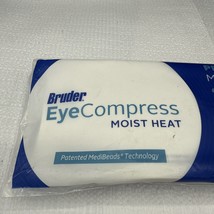 Bruder
EyeCompress
MOIST HEAT
Patented MediBeads® Technology